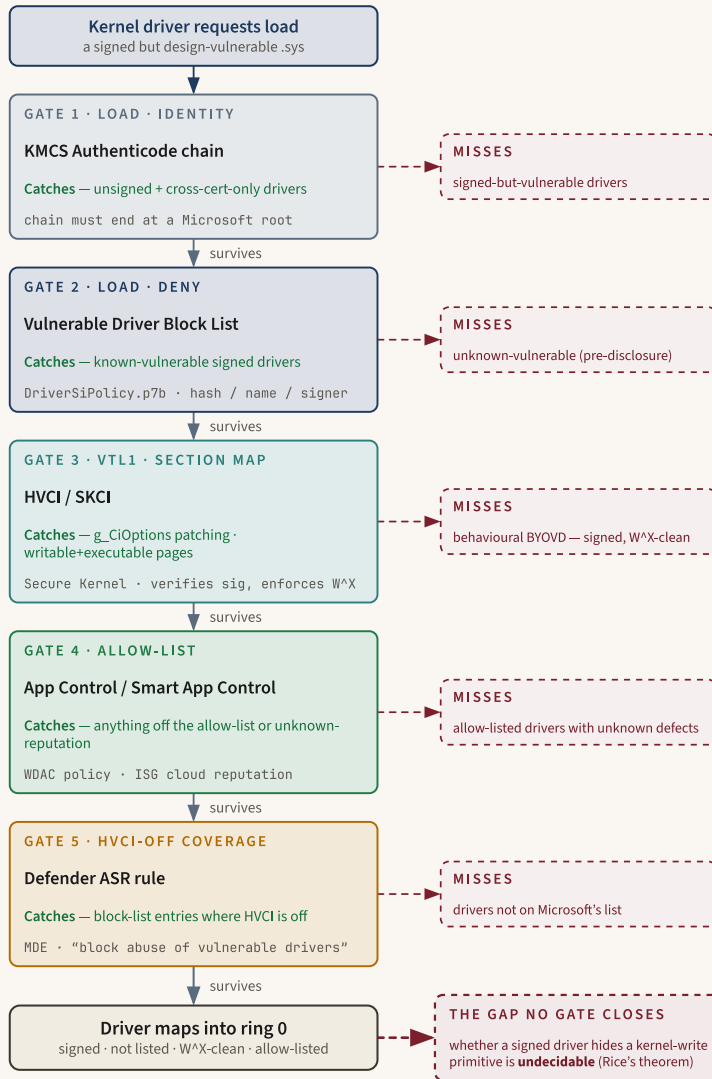 Kernel driver requests load
a signed but design-vulnerable .sys
GATE 1 · LOAD · IDENTITY
KMCS Authenticode chain
Catches — unsigned + cross-cert-only drivers
chain must end at a Microsoft root
MISSES
signed-but-vulnerable drivers
survives
GATE 2 · LOAD · DENY
Vulnerable Driver Block List
Catches — known-vulnerable signed drivers
DriverSiPolicy.p7b · hash / name / signer
MISSES
unknown-vulnerable (pre-disclosure)
survives
GATE 3 · VTL1 · SECTION MAP
HVCI / SKCI
Catches — g_CiOptions patching ·
writable+executable pages
Secure Kernel · verifies sig, enforces W^X
MISSES
behavioural BYOVD — signed, W^X-clean
survives
GATE 4 · ALLOW-LIST
App Control / Smart App Control
Catches — anything off the allow-list or unknown-
reputation
WDAC policy · ISG cloud reputation
MISSES
allow-listed drivers with unknown defects
survives
GATE 5 · HVCI-OFF COVERAGE
Defender ASR rule
Catches — block-list entries where HVCI is off
MDE · “block abuse of vulnerable drivers”
MISSES
drivers not on Microsoft’s list
survives
Driver maps into ring 0
signed · not listed · W^X-clean · allow-listed
THE GAP NO GATE CLOSES
whether a signed driver hides a kernel-write
primitive is undecidable (Rice’s theorem)